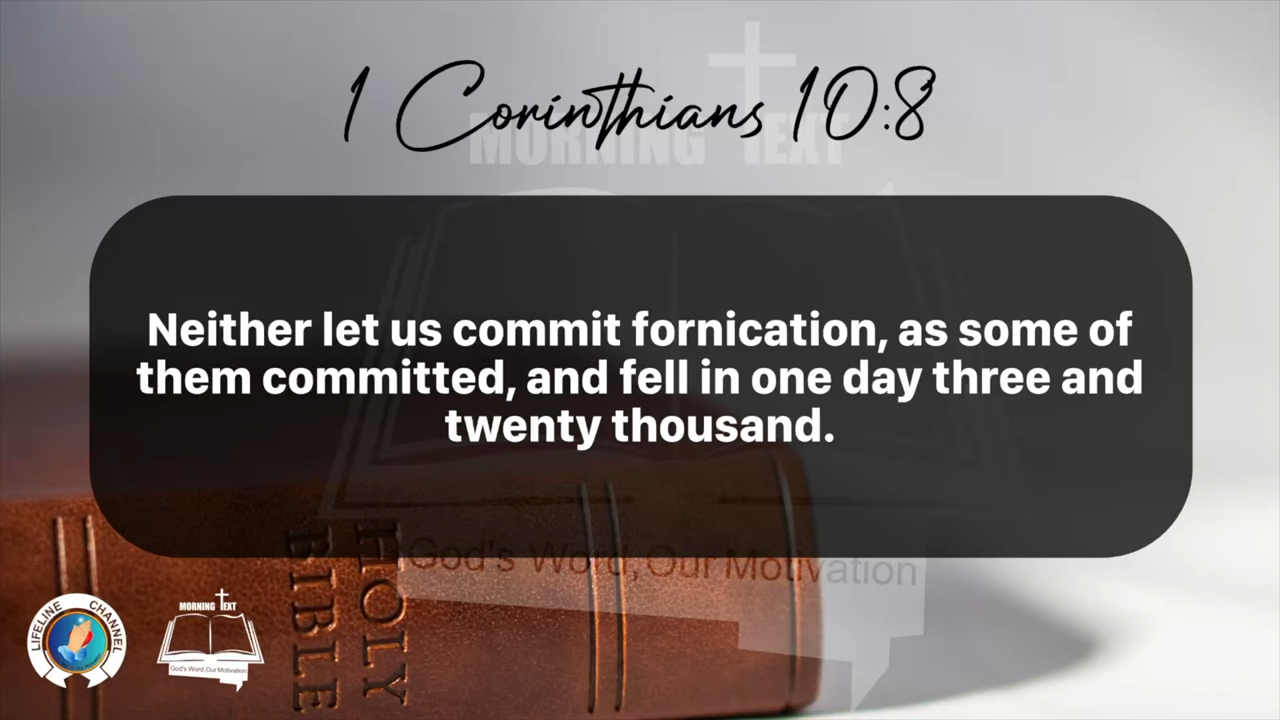 1 Corinthians 10:8
MORNING TEXT
Neither let us commit fornication, as some of
them committed, and fell in one day three and
twenty thousand.
God's Word, Our Motivation
HOLY
BIBLE
LIFELINE CHANNEL
MORNING TEXT
God's Word, Our Motivation